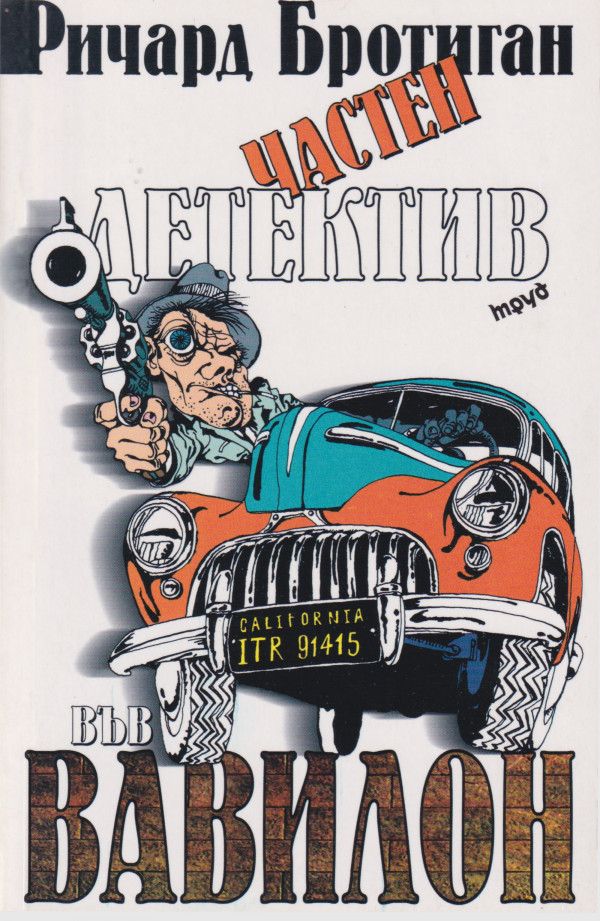 Ричард Бротиган
ЧАСТЕН
ДЕТЕКТИВ
труд
CALIFORNIA
ITR 91415
ВЪВ
ВАВИЛОН